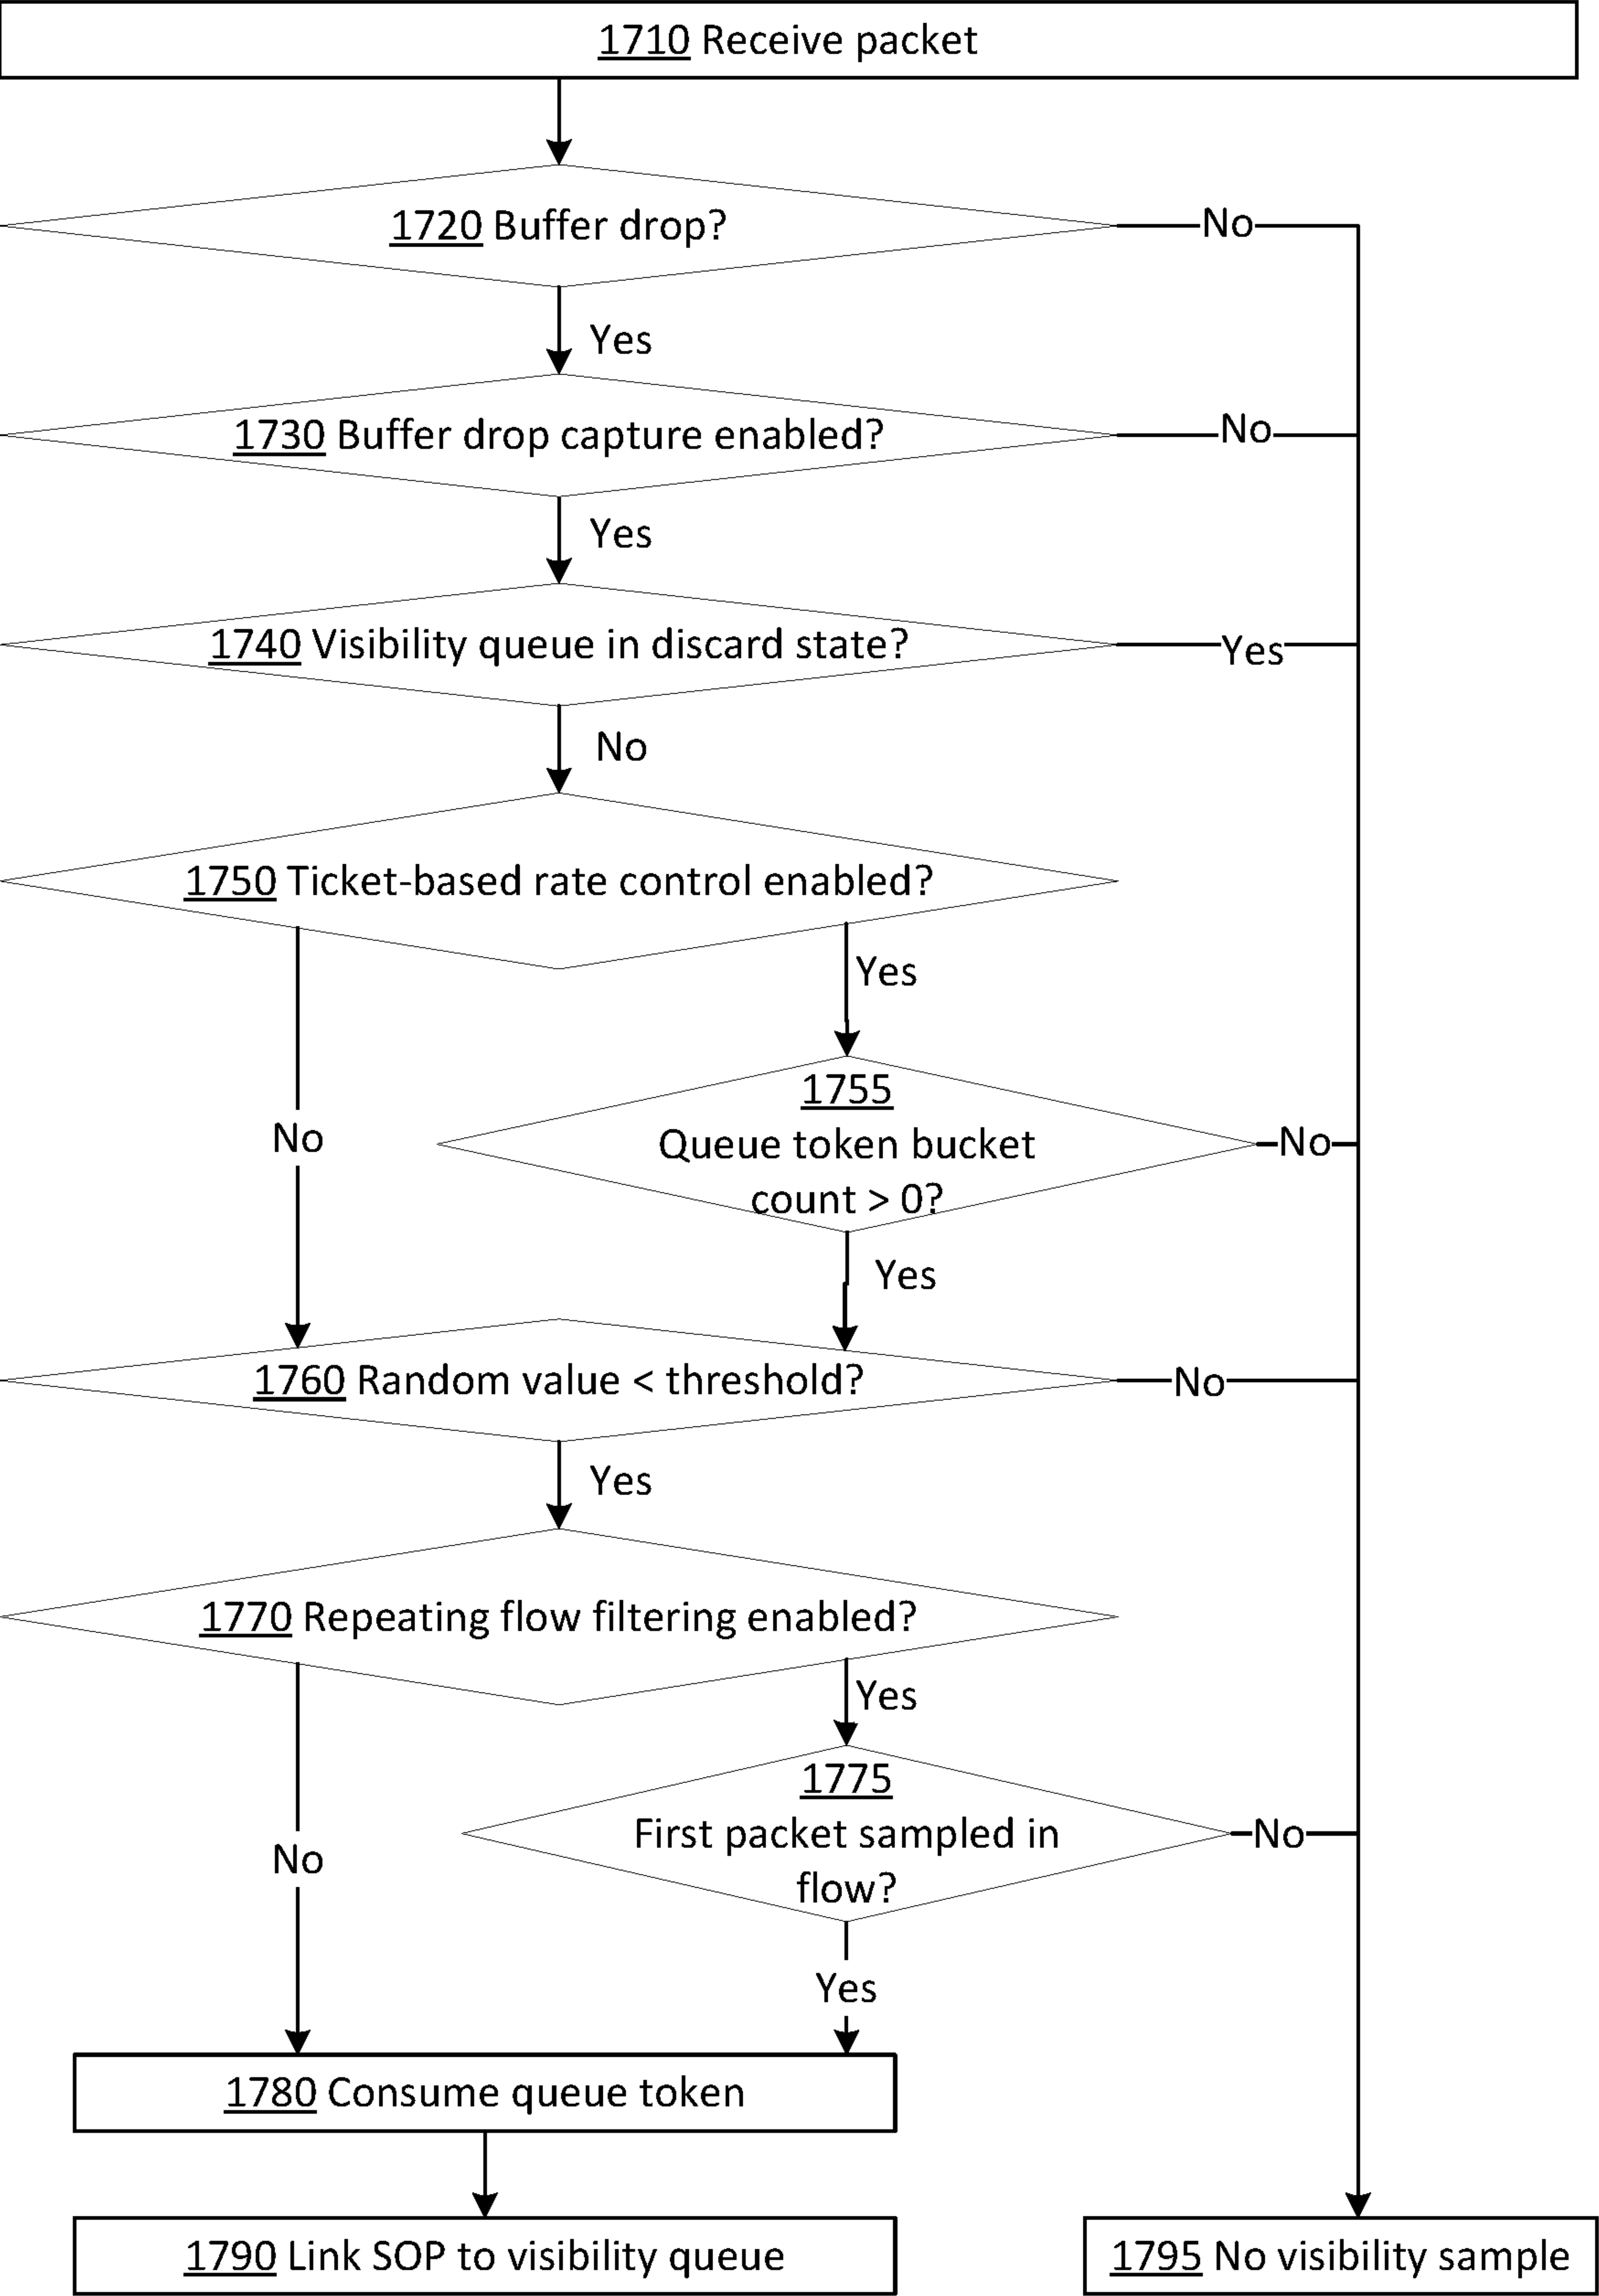 1710 Receive packet
1720 Buffer drop?
No
Yes
1730 Buffer drop capture enabled?
No
Yes
1740 Visibility queue in discard state?
Yes
No
1750 Ticket-based rate control enabled?
Yes
No
1755
Queue token bucket
count > 0?
No
Yes
1760 Random value < threshold?
No
Yes
1770 Repeating flow filtering enabled?
Yes
No
1775
First packet sampled in
flow?
No
Yes
1780 Consume queue token
1790 Link SOP to visibility queue
1795 No visibility sample